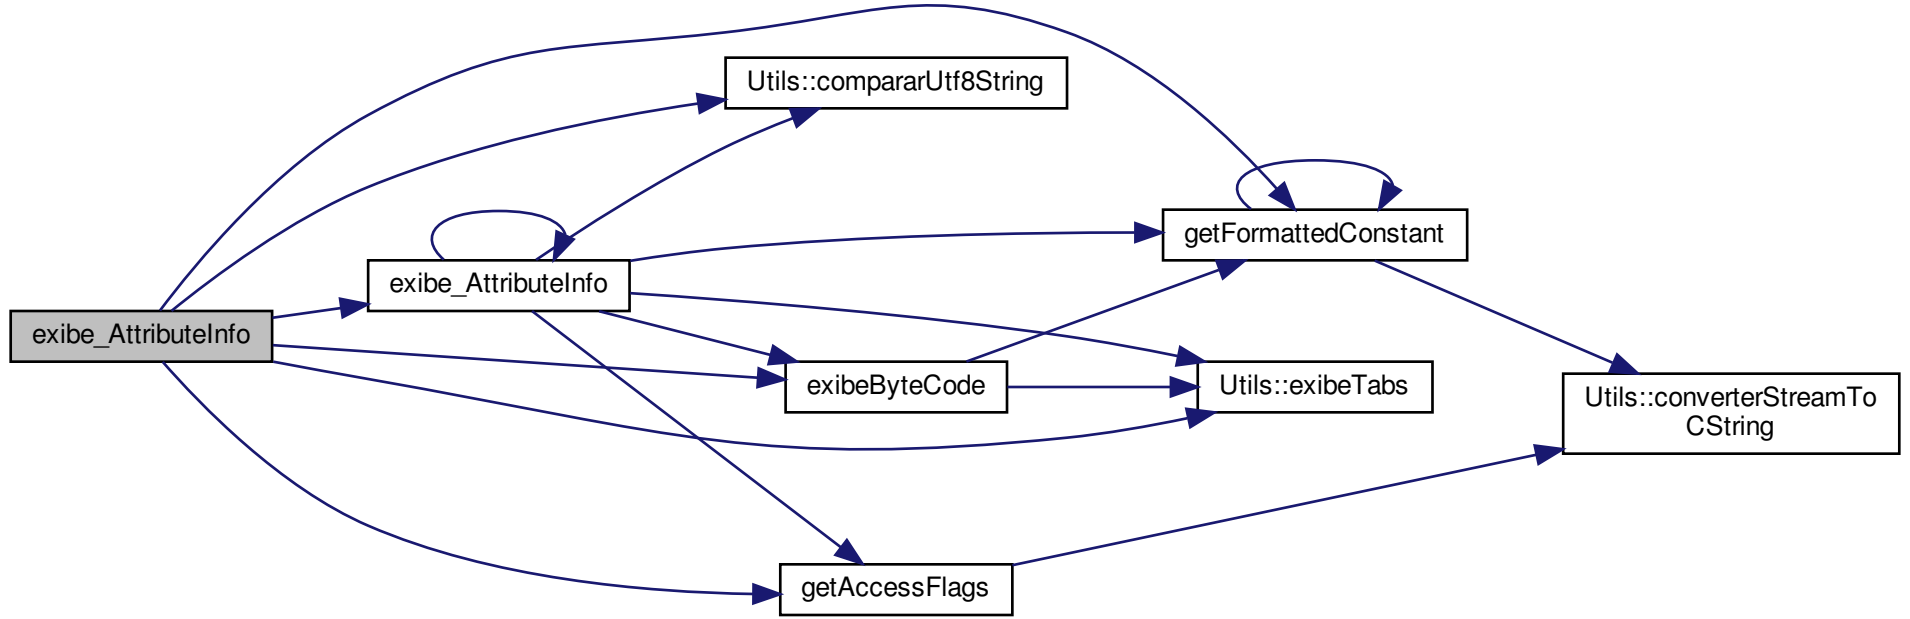 Utils::compararUtf8String
getFormattedConstant
exibe_AttributeInfo
exibe_AttributeInfo
exibeByteCode
Utils::exibeTabs
Utils::converterStreamTo
CString
getAccessFlags